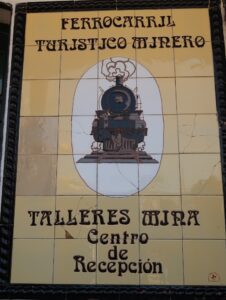 FERROCARRIL
TURISTICO MINERO
TALLERES MINA
Centro
de
Recepción